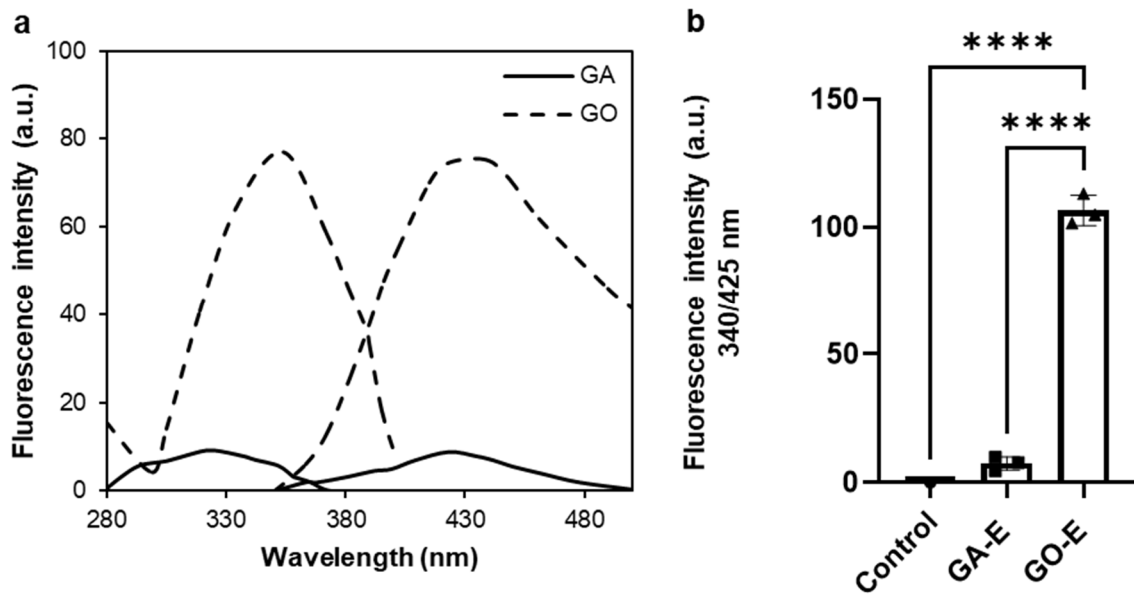 a
Fluorescence intensity (a.u.)
100
80
60
40
20
0
280
330
380
430
480
Wavelength (nm)
GA
GO
b
Fluorescence intensity (a.u.)
340/425 nm
****
****
150
100
50
0
Control
GA-E
GO-E